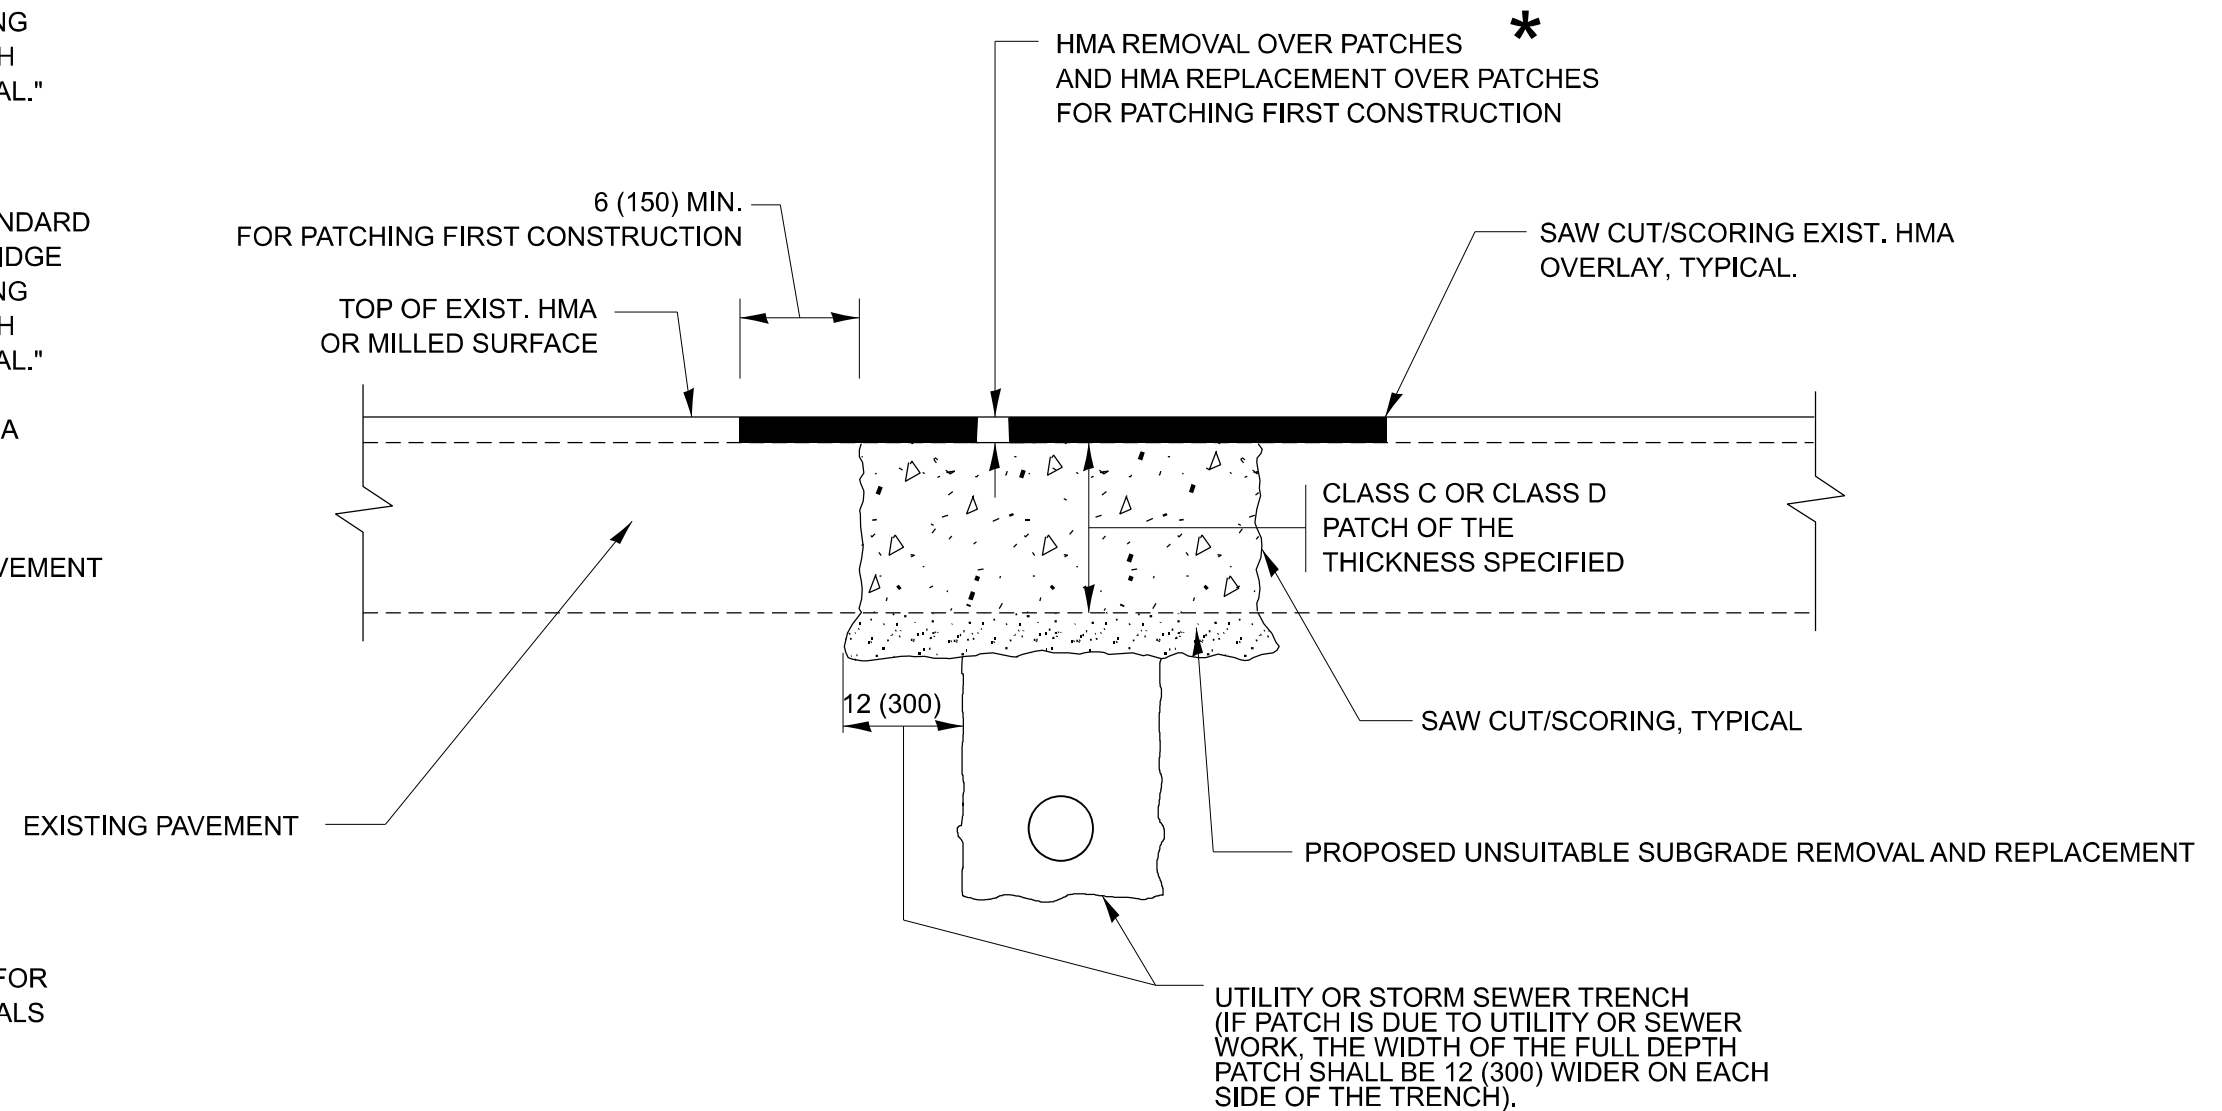 NG
H
AL."
NDARD
IDGE
NG
H
AL."
A
VEMENT
FOR
ALS
HMA REMOVAL OVER PATCHES *
AND HMA REPLACEMENT OVER PATCHES
FOR PATCHING FIRST CONSTRUCTION
6 (150) MIN.
FOR PATCHING FIRST CONSTRUCTION
SAW CUT/SCORING EXIST. HMA
OVERLAY, TYPICAL.
TOP OF EXIST. HMA
OR MILLED SURFACE
CLASS C OR CLASS D
PATCH OF THE
THICKNESS SPECIFIED
12 (300)
SAW CUT/SCORING, TYPICAL
EXISTING PAVEMENT
PROPOSED UNSUITABLE SUBGRADE REMOVAL AND REPLACEMENT
UTILITY OR STORM SEWER TRENCH
(IF PATCH IS DUE TO UTILITY OR SEWER
WORK, THE WIDTH OF THE FULL DEPTH
PATCH SHALL BE 12 (300) WIDER ON EACH
SIDE OF THE TRENCH).